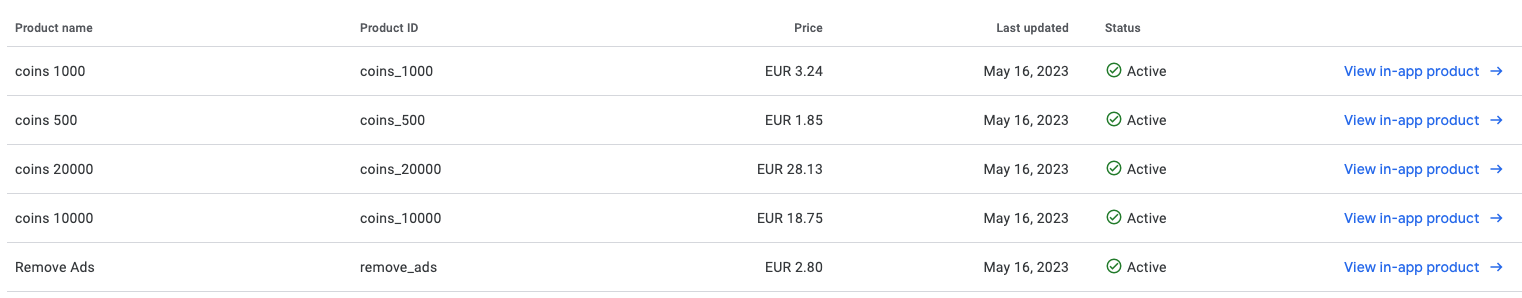 Product name Product ID Price Last updated Status
coins 1000 coins_1000 EUR 3.24 May 16, 2023 Active View in-app product
coins 500 coins_500 EUR 1.85 May 16, 2023 Active View in-app product
coins 20000 coins_20000 EUR 28.13 May 16, 2023 Active View in-app product
coins 10000 coins_10000 EUR 18.75 May 16, 2023 Active View in-app product
Remove Ads remove_ads EUR 2.80 May 16, 2023 Active View in-app product